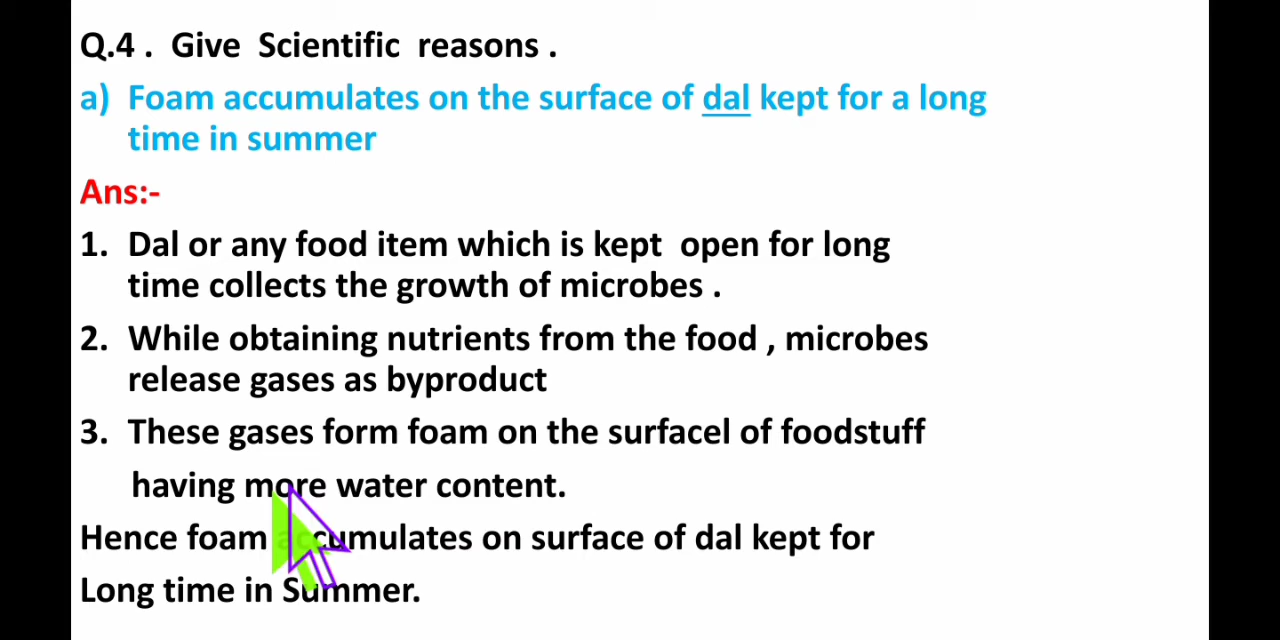 Q.4 . Give Scientific reasons .
a) Foam accumulates on the surface of dal kept for a long
time in summer
Ans:-
1. Dal or any food item which is kept open for long
time collects the growth of microbes .
2. While obtaining nutrients from the food , microbes
release gases as byproduct
3. These gases form foam on the surfacel of foodstuff
having more water content.
Hence foam accumulates on surface of dal kept for
Long time in Summer.